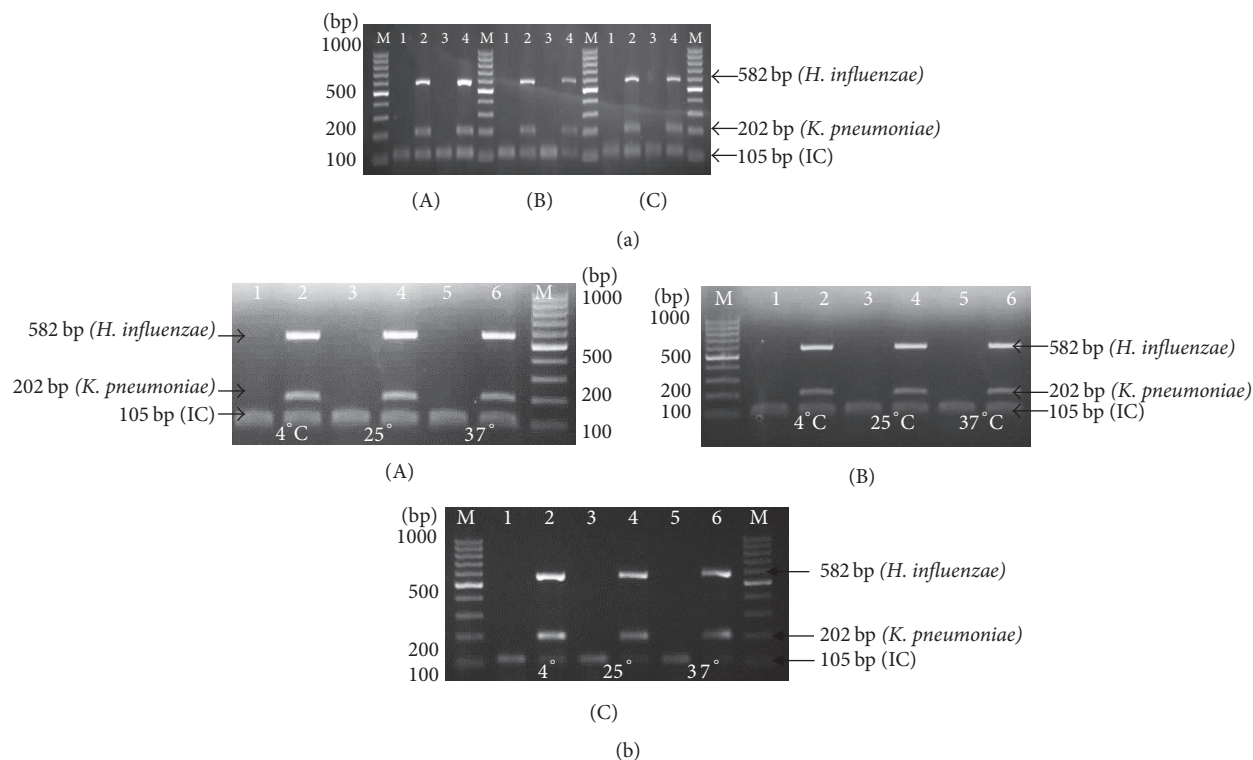 (bp)
M 1 2 3 4 M 1 2 3 4 M 1 2 3 4 M
1000
500
200
100
582 bp (H. influenzae)
202 bp (K. pneumoniae)
105 bp (IC)
(A) (B) (C)
(a)
(bp)
1 2 3 4 5 6 M
1000
500
200
100
582 bp (H. influenzae)
202 bp (K. pneumoniae)
105 bp (IC)
4°C 25° 37°
(A)
(bp)
M 1 2 3 4 5 6
1000
500
200
100
582 bp (H. influenzae)
202 bp (K. pneumoniae)
105 bp (IC)
4°C 25°C 37°C
(B)
(bp)
M 1 2 3 4 5 6 M
1000
500
200
100
582 bp (H. influenzae)
202 bp (K. pneumoniae)
105 bp (IC)
4° 25° 37°
(C)
(b)